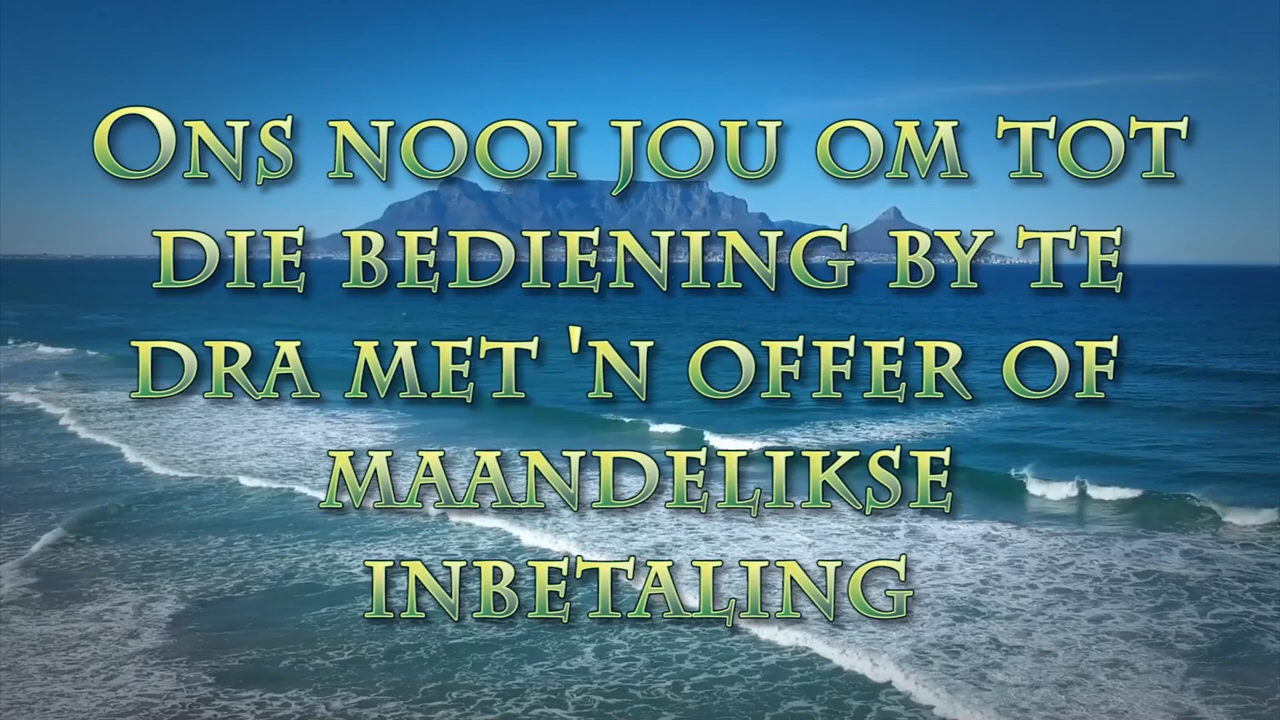 Ons nooi jou om tot
die bediening by te
dra met 'n offer of
maandelikse
inbetaling